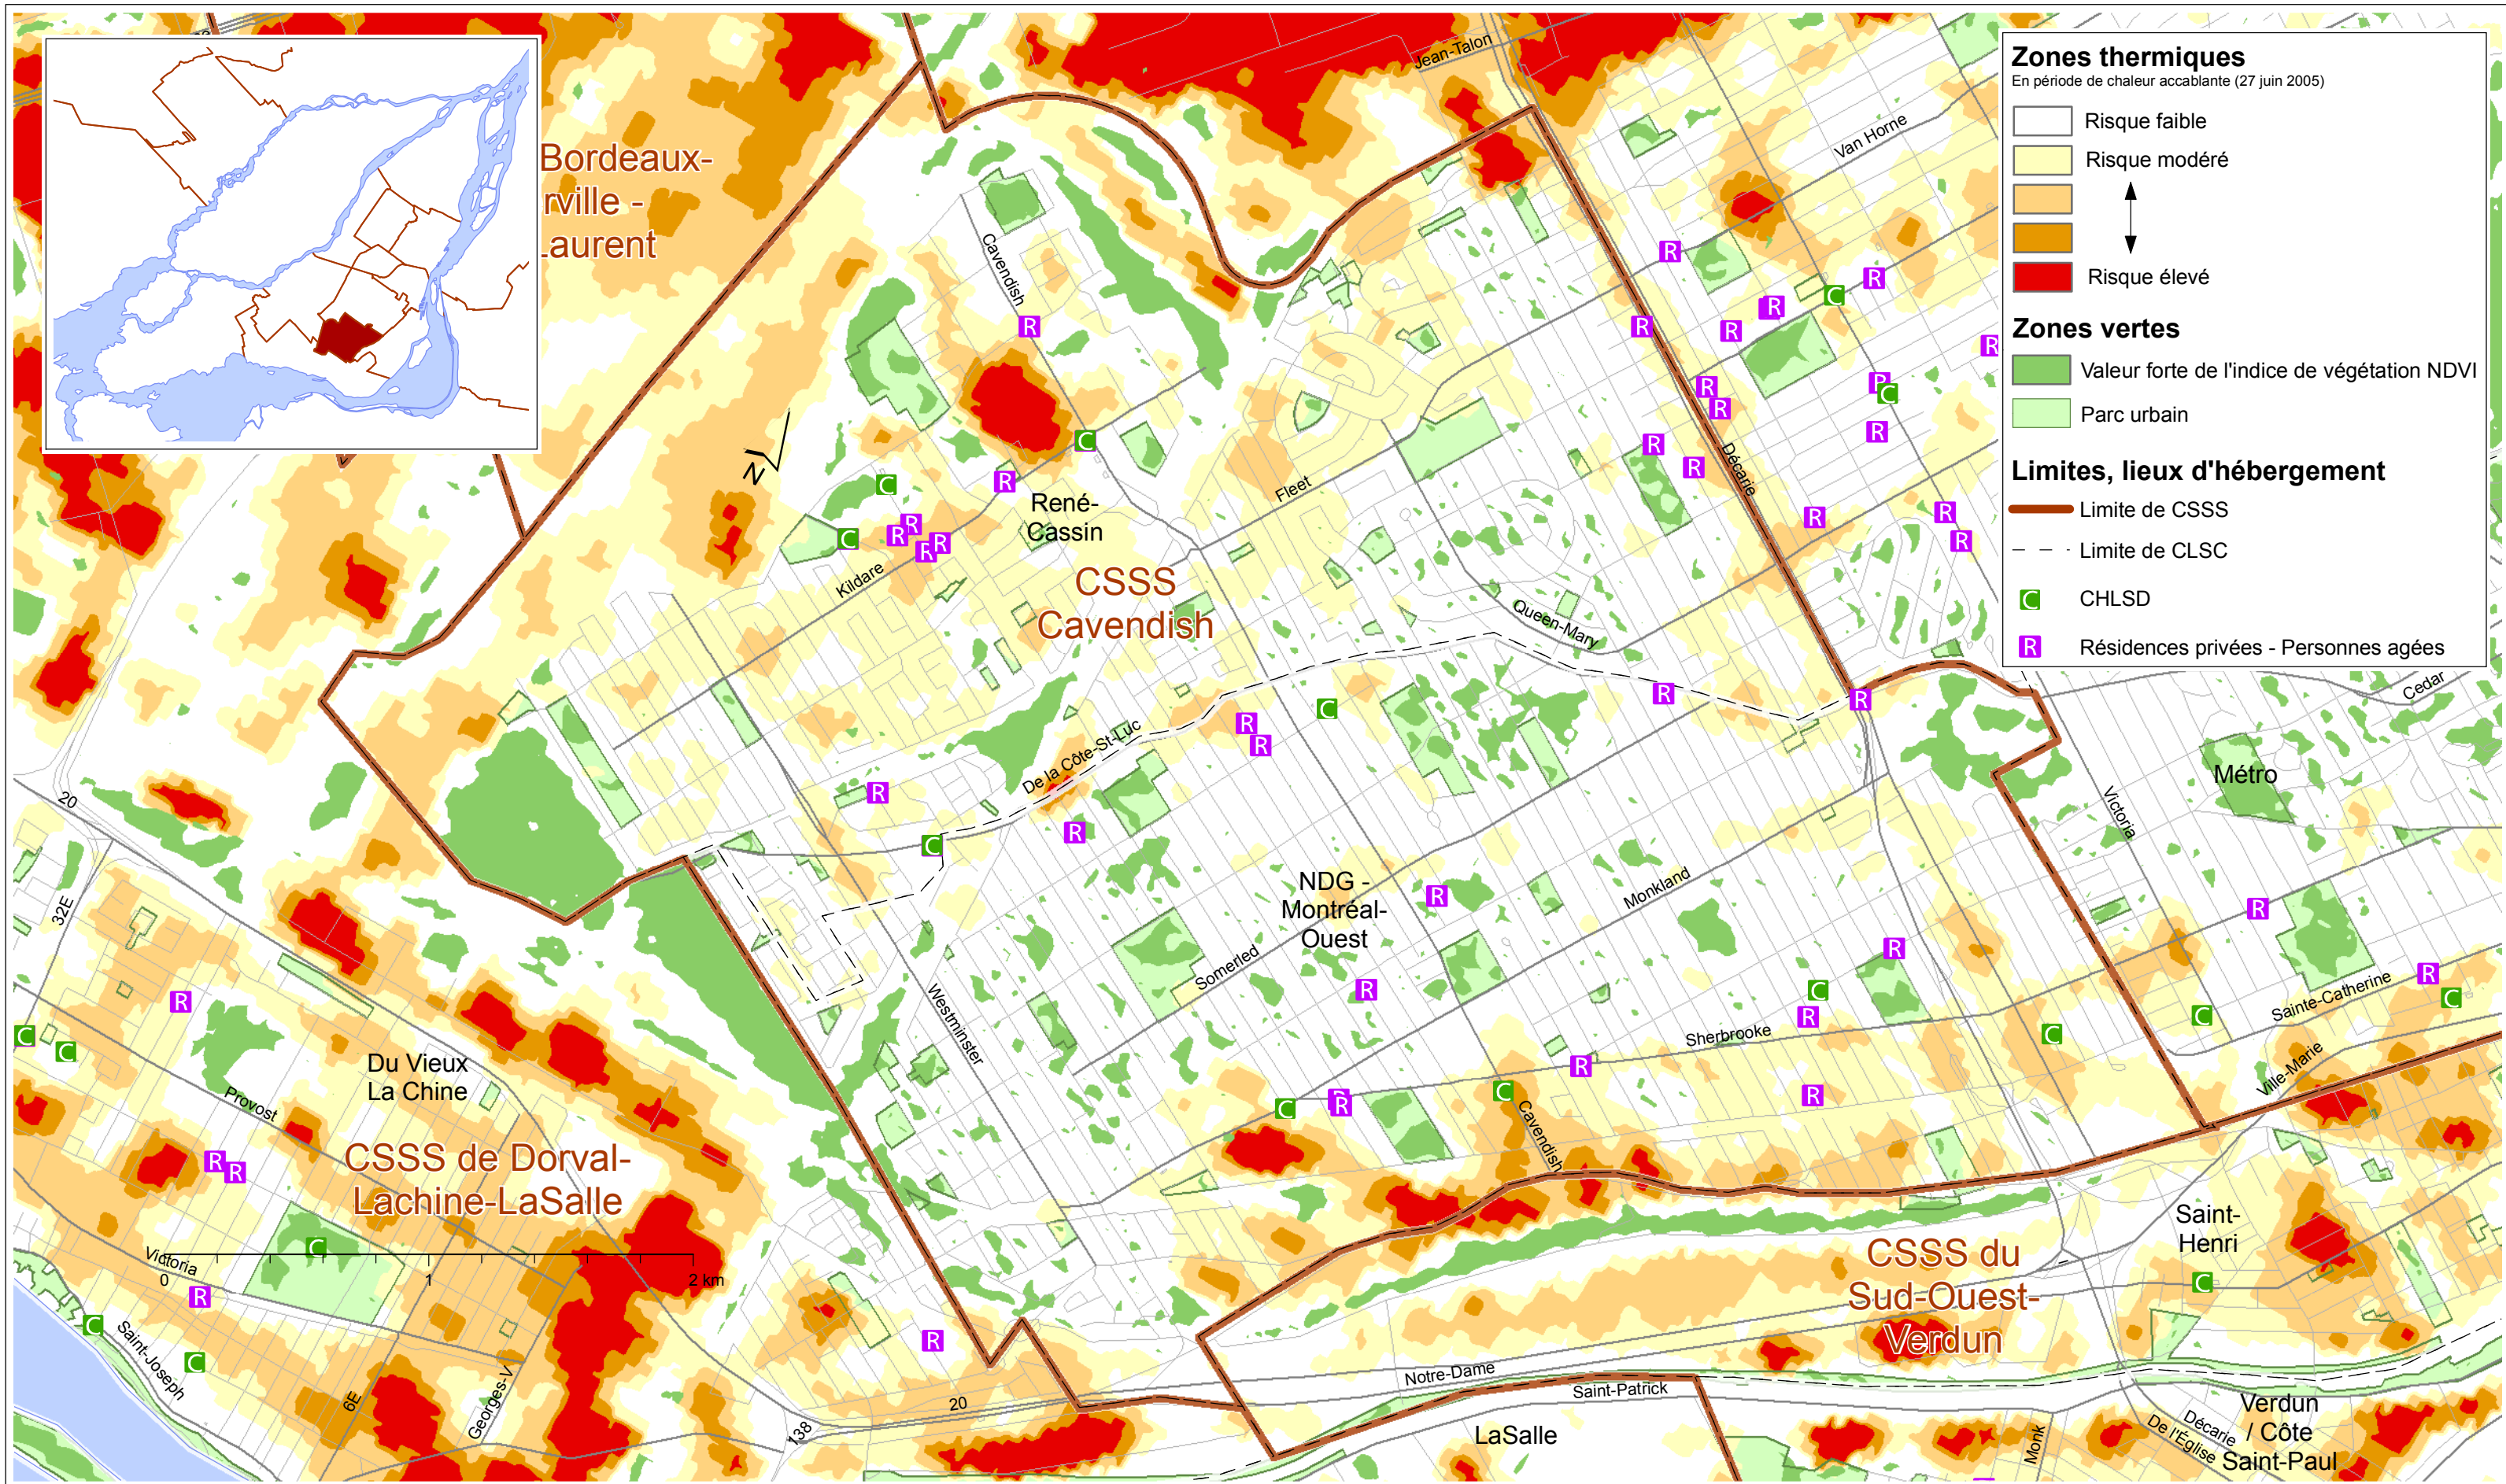 Zones thermiques
En période de chaleur accablante (27 juin 2005)
Risque faible
Risque modéré
Risque élevé
Zones vertes
Valeur forte de l'indice de végétation NDVI
Parc urbain
Limites, lieux d'hébergement
Limite de CSSS
Limite de CLSC
C CHLSD
R Résidences privées - Personnes agées
Bordeaux-
rville -
Laurent
Jean-Talon
Van Horne
Cavendish
Décarie
Fleet
N
René-
Cassin
Kildare
CSSS
Cavendish
Queen-Mary
Cedar
De la Côte-St-Luc
Métro
Victoria
20
32E
NDG -
Montréal-
Ouest
Monkland
Somerled
Westminster
Sherbrooke
Sainte-Catherine
Ville-Marie
Du Vieux
La Chine
Provost
Cavendish
CSSS de Dorval-
Lachine-LaSalle
Victoria
0 1 2 km
Saint-
Henri
CSSS du
Sud-Ouest-
Verdun
Saint-Joseph
6E
Georges-V
138
20
Notre-Dame
Saint-Patrick
LaSalle
Monk
Décarie
De l'Église
Verdun
/ Côte
Saint-Paul